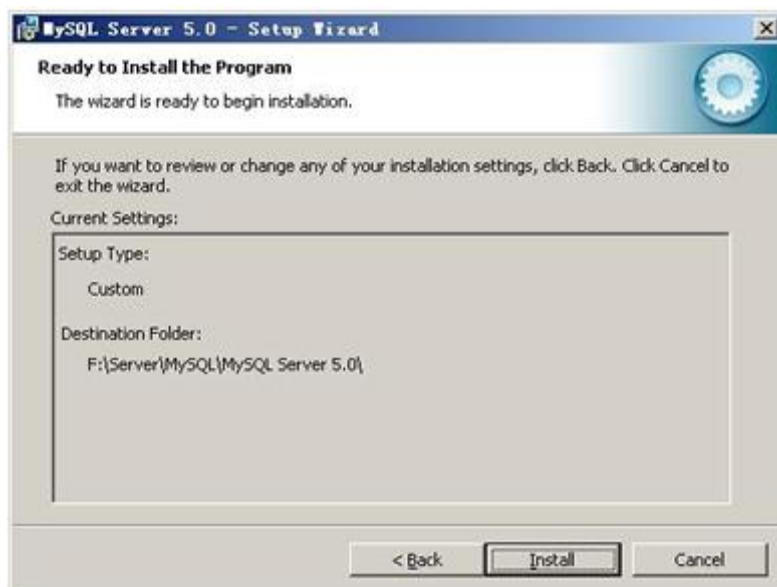 MySQL Server 5.0 - Setup Wizard
Ready to Install the Program
The wizard is ready to begin installation.
If you want to review or change any of your installation settings, click Back. Click Cancel to
exit the wizard.
Current Settings:
Setup Type:
Custom
Destination Folder:
F:\Server\MySQL\MySQL Server 5.0\
< Back
Install
Cancel